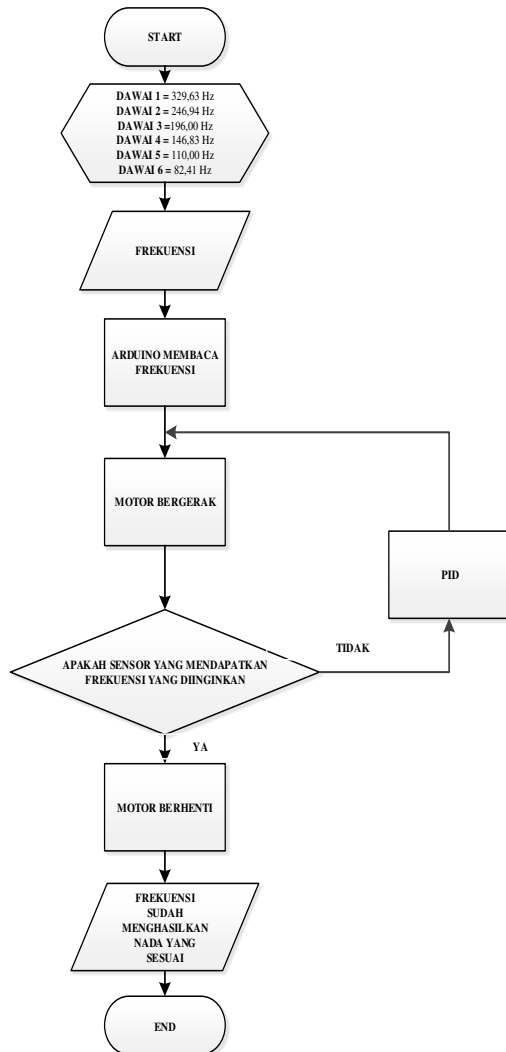 START
DAWAI 1 = 329,63 Hz
DAWAI 2 = 246,94 Hz
DAWAI 3 =196,00 Hz
DAWAI 4 = 146,83 Hz
DAWAI 5 = 110,00 Hz
DAWAI 6 = 82,41 Hz
FREKUENSI
ARDUINO MEMBACA
FREKUENSI
MOTOR BERGERAK
PID
APAKAH SENSOR YANG MENDAPATKAN
FREKUENSI YANG DIINGINKAN
TIDAK
YA
MOTOR BERHENTI
FREKUENSI
SUDAH
MENGHASILKAN
NADA YANG
SESUAI
END